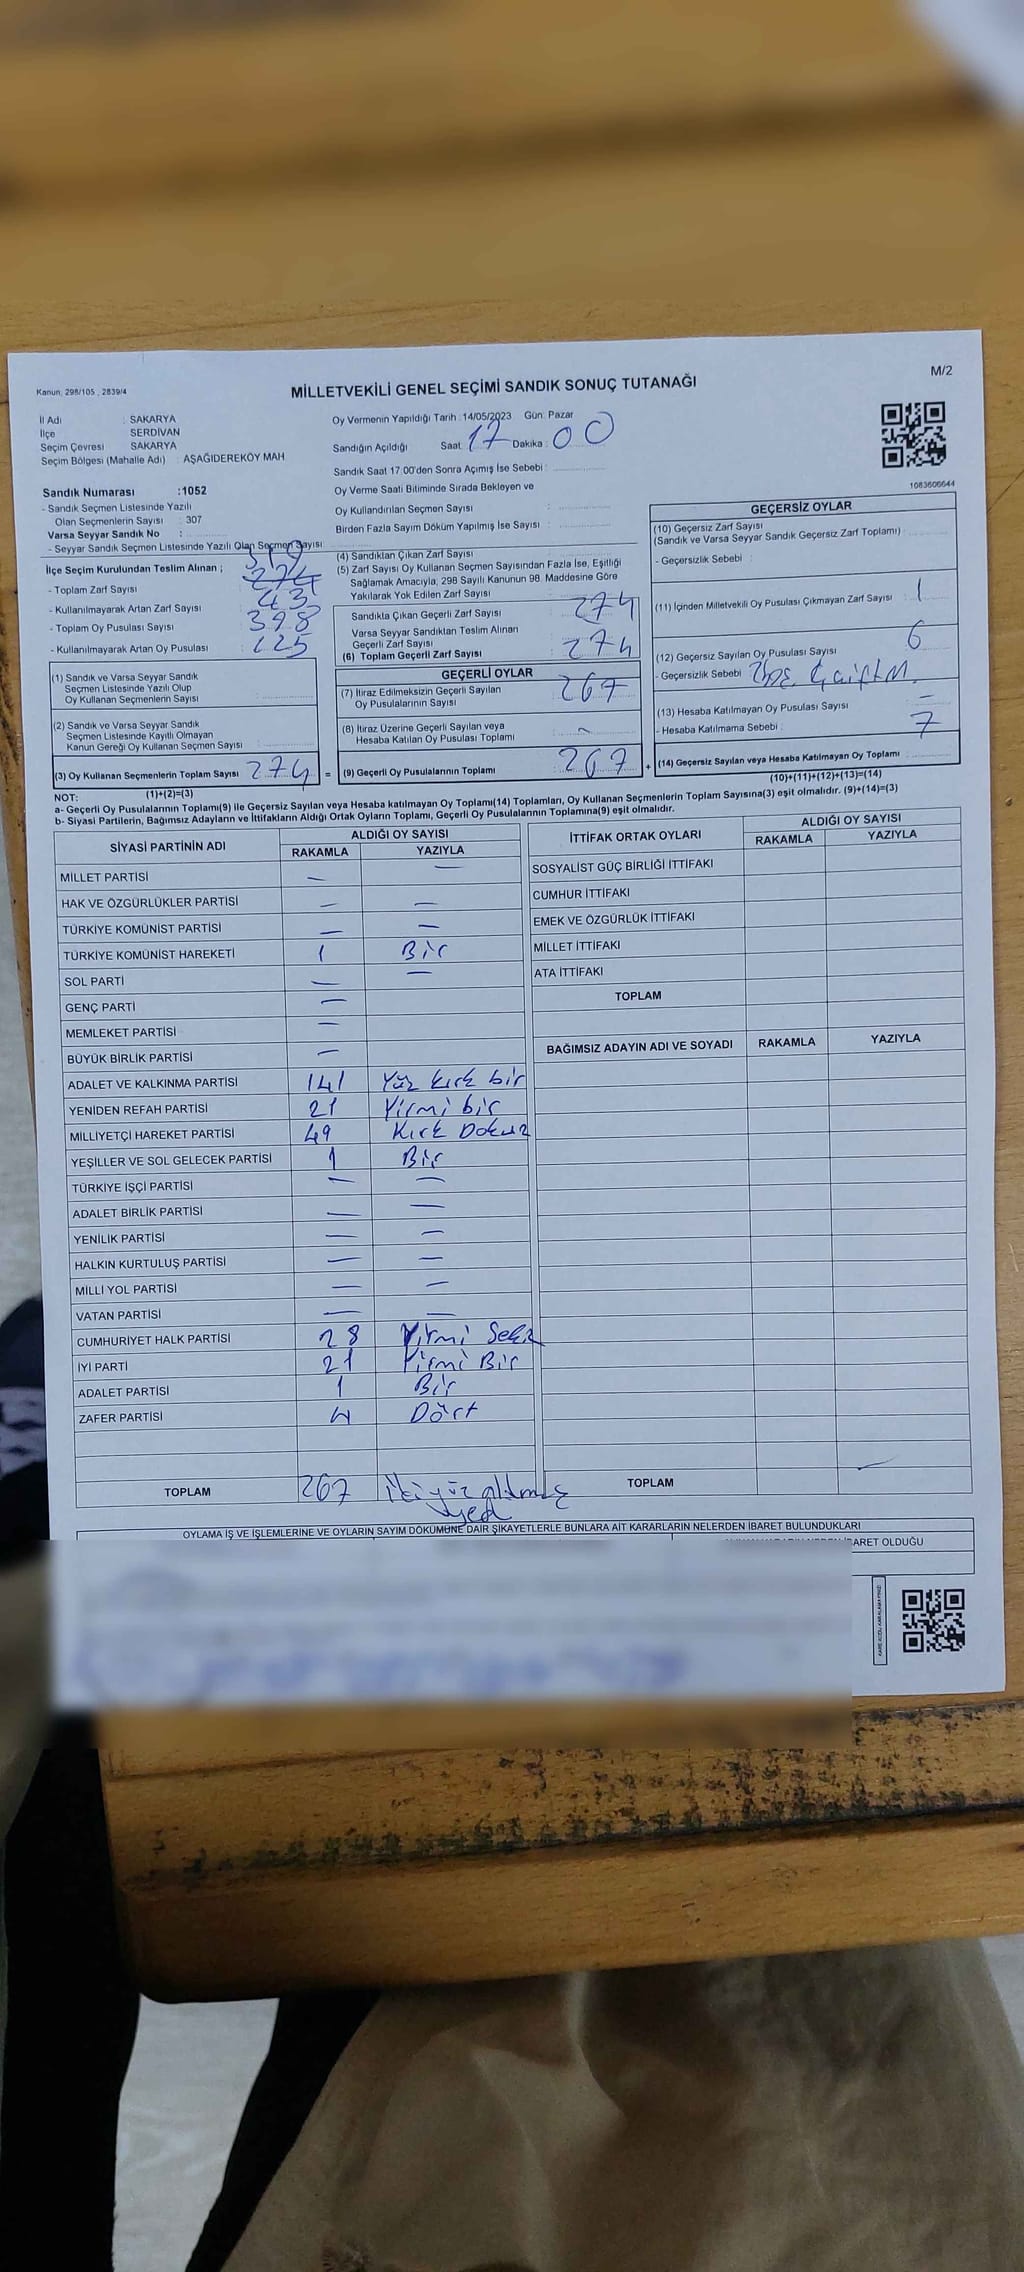 Kanun, 298/105 , 2839/4
M/2
MİLLETVEKİLİ GENEL SEÇİMİ SANDIK SONUÇ TUTANAĞI
İl Adı : SAKARYA
İlçe : SERDİVAN
Seçim Çevresi : SAKARYA
Seçim Bölgesi (Mahalle Adı) : AŞAĞIDEREKÖY MAH
Sandık Numarası :1052
- Sandık Seçmen Listesinde Yazılı
Olan Seçmenlerin Sayısı : 307
Varsa Seyyar Sandık No :
- Seyyar Sandık Seçmen Listesinde Yazılı Olan Seçmen Sayısı
İlçe Seçim Kurulundan Teslim Alınan ;
- Toplam Zarf Sayısı
- Kullanılmayarak Artan Zarf Sayısı 43
- Toplam Oy Pusulası Sayısı 398
- Kullanılmayarak Artan Oy Pusulası 125
(1) Sandık ve Varsa Seyyar Sandık
Seçmen Listesinde Yazılı Olup
Oy Kullanan Seçmenlerin Sayısı
(2) Sandık ve Varsa Seyyar Sandık
Seçmen Listesinde Kayıtlı Olmayan
Kanun Gereği Oy Kullanan Seçmen Sayısı
(3) Oy Kullanan Seçmenlerin Toplam Sayısı 274 =
(1)+(2)=(3)
Oy Vermenin Yapıldığı Tarih : 14/05/2023 Gün: Pazar
Sandığın Açıldığı Saat: 17 Dakika : 00
Sandık Saat 17.00'den Sonra Açımış İse Sebebi :
Oy Verme Saati Bitiminde Sırada Bekleyen ve
Oy Kullandırılan Seçmen Sayısı :
Birden Fazla Sayım Döküm Yapılmış İse Sayısı :
(4) Sandıktan Çıkan Zarf Sayısı
(5) Zarf Sayısı Oy Kullanan Seçmen Sayısından Fazla İse, Eşitliği
Sağlamak Amacıyla, 298 Sayılı Kanunun 98. Maddesine Göre
Yakılarak Yok Edilen Zarf Sayısı
Sandıkla Çıkan Geçerli Zarf Sayısı 274
Varsa Seyyar Sandıktan Teslim Alınan
Geçerli Zarf Sayısı
(6) Toplam Geçerli Zarf Sayısı 274
GEÇERLİ OYLAR
(7) İtiraz Edilmeksizin Geçerli Sayılan
Oy Pusulalarının Sayısı 267
(8) İtiraz Üzerine Geçerli Sayılan veya
Hesaba Katılan Oy Pusulası Toplamı -
(9) Geçerli Oy Pusulalarının Toplamı 267 +
1083606644
GEÇERSİZ OYLAR
(10) Geçersiz Zarf Sayısı
(Sandık ve Varsa Seyyar Sandık Geçersiz Zarf Toplamı)
- Geçersizlik Sebebi :
(11) İçinden Milletvekili Oy Pusulası Çıkmayan Zarf Sayısı 1
(12) Geçersiz Sayılan Oy Pusulası Sayısı 6
- Geçersizlik Sebebi
(13) Hesaba Katılmayan Oy Pusulası Sayısı -
- Hesaba Katılmama Sebebi : 7
(14) Geçersiz Sayılan veya Hesaba Katılmayan Oy Toplamı
(10)+(11)+(12)+(13)=(14)
NOT:
a- Geçerli Oy Pusulalarının Toplamı(9) ile Geçersiz Sayılan veya Hesaba katılmayan Oy Toplamı(14) Toplamları, Oy Kullanan Seçmenlerin Toplam Sayısına(3) eşit olmalıdır. (9)+(14)=(3)
b- Siyasi Partilerin, Bağımsız Adayların ve İttifakların Aldığı Ortak Oyların Toplamı, Geçerli Oy Pusulalarının Toplamına(9) eşit olmalıdır.
SİYASİ PARTİNİN ADI ALDIĞI OY SAYISI
RAKAMLA YAZIYLA
MİLLET PARTİSİ - -
HAK VE ÖZGÜRLÜKLER PARTİSİ - -
TÜRKİYE KOMÜNİST PARTİSİ - -
TÜRKİYE KOMÜNİST HAREKETİ 1 Bir
SOL PARTİ - -
GENÇ PARTİ -
MEMLEKET PARTİSİ -
BÜYÜK BİRLİK PARTİSİ -
ADALET VE KALKINMA PARTİSİ 141 Yüz kırk bir
YENİDEN REFAH PARTİSİ 21 Yirmi bir
MİLLİYETÇİ HAREKET PARTİSİ 49 Kırk Dokuz
YEŞİLLER VE SOL GELECEK PARTİSİ 1 Bir
TÜRKİYE İŞÇİ PARTİSİ - -
ADALET BİRLİK PARTİSİ - -
YENİLİK PARTİSİ - -
HALKIN KURTULUŞ PARTİSİ - -
MİLLİ YOL PARTİSİ - -
VATAN PARTİSİ - -
CUMHURİYET HALK PARTİSİ 28 Yirmi Sekiz
İYİ PARTİ 21 Yirmi Bir
ADALET PARTİSİ 1 Bir
ZAFER PARTİSİ 4 Dört
TOPLAM 267 ikiyüz altmış
yedi
İTTİFAK ORTAK OYLARI ALDIĞI OY SAYISI
RAKAMLA YAZIYLA
SOSYALİST GÜÇ BİRLİĞİ İTTİFAKI
CUMHUR İTTİFAKI
EMEK VE ÖZGÜRLÜK İTTİFAKI
MİLLET İTTİFAKI
ATA İTTİFAKI
TOPLAM
BAĞIMSIZ ADAYIN ADI VE SOYADI RAKAMLA YAZIYLA
TOPLAM
OYLAMA İŞ VE İŞLEMLERİNE VE OYLARIN SAYIM DÖKÜMÜNE DAİR ŞİKAYETLERLE BUNLARA AİT KARARLARIN NELERDEN İBARET BULUNDUKLARI
İBARET OLDUĞU